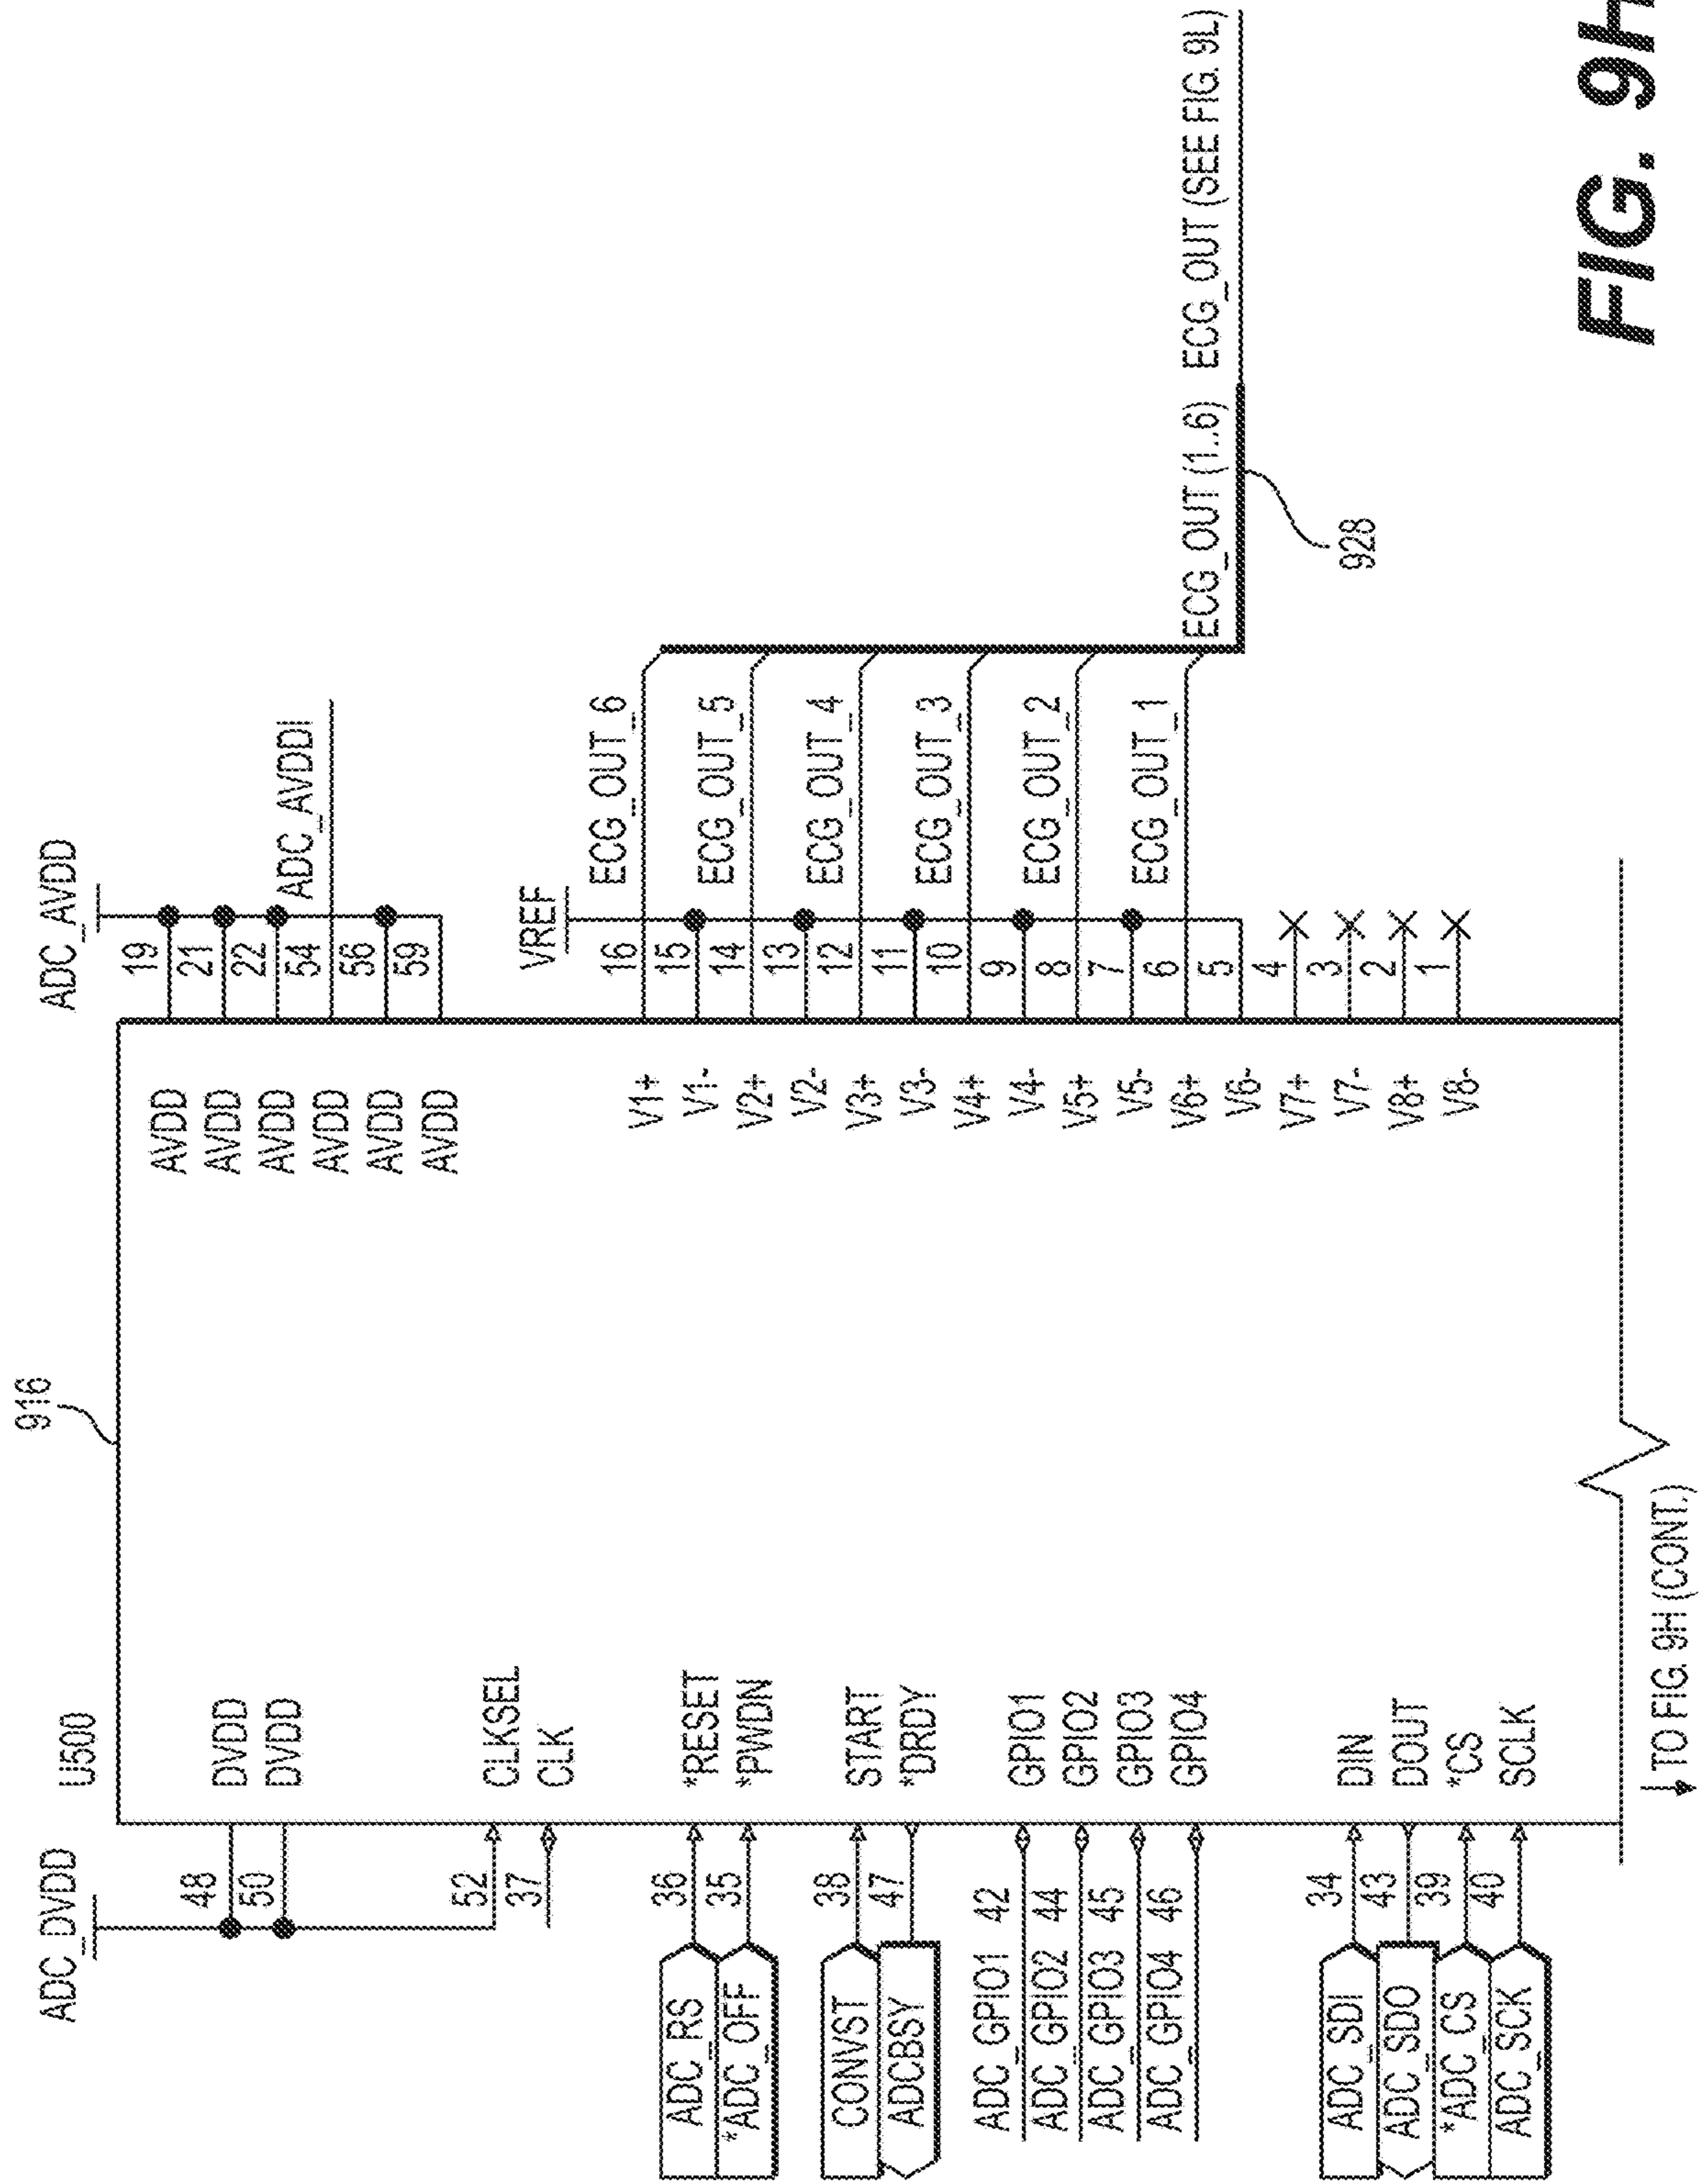 916
U500
ADC_DVDD
48 DVDD
50 DVDD
52 CLKSEL
37 CLK
ADC_RS 36 *RESET
*ADC_OFF 35 *PWDN
CONVST 38 START
ADCBSY 47 *DRDY
ADC_GPIO1 42 GPIO1
ADC_GPIO2 44 GPIO2
ADC_GPIO3 45 GPIO3
ADC_GPIO4 46 GPIO4
ADC_SDI 34 DIN
ADC_SDO 43 DOUT
*ADC_CS 39 *CS
ADC_SCK 40 SCLK
ADC_AVDD
AVDD 19
AVDD 21
AVDD 22
AVDD 54 ADC_AVDDI
AVDD 56
AVDD 59
VREF
V1+ 16 ECG_OUT_6
V1- 15
V2+ 14 ECG_OUT_5
V2- 13
V3+ 12 ECG_OUT_4
V3- 11
V4+ 10 ECG_OUT_3
V4- 9
V5+ 8 ECG_OUT_2
V5- 7
V6+ 6 ECG_OUT_1
V6- 5
V7+ 4
V7- 3
V8+ 2
V8- 1
ECG_OUT (1..6) ECG_OUT (SEE FIG. 9L)
928
TO FIG. 9H (CONT.)
FIG. 9H